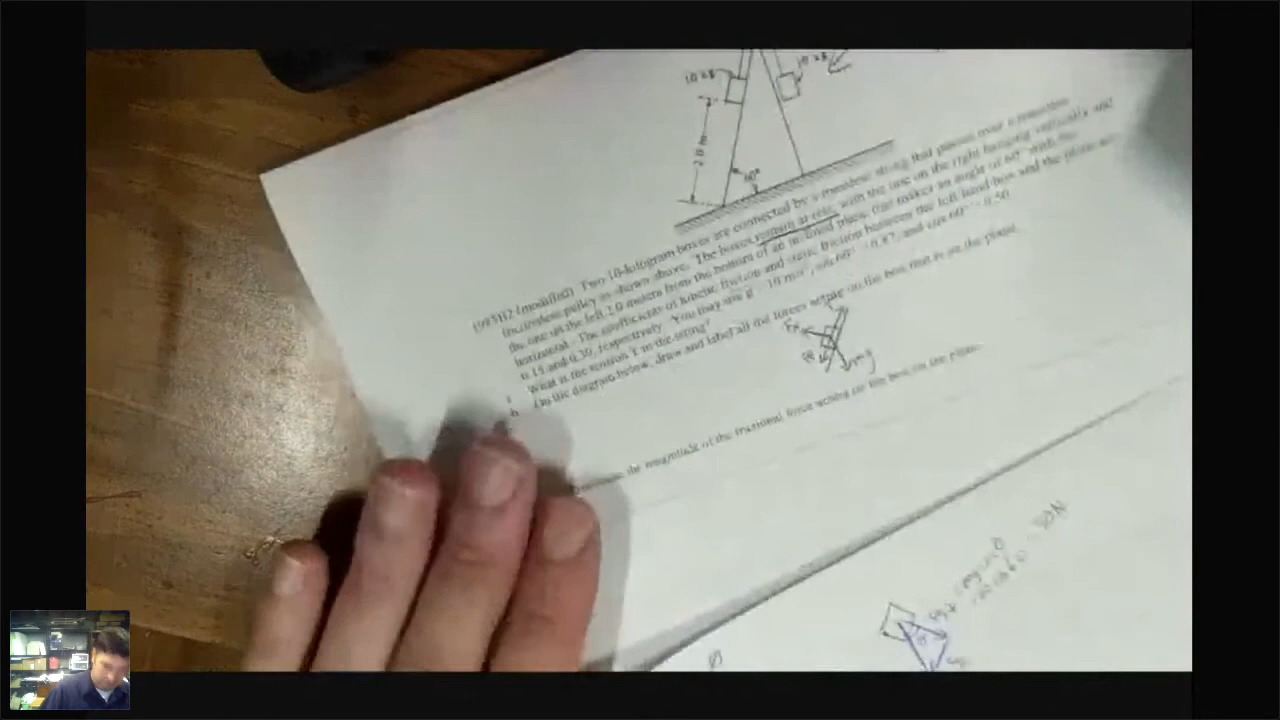 10 kg
10 kg
2.0 m
60°
(modified) Two 10-kilogram boxes are connected by a massless string that passes over a massless
frictionless pulley as shown above. The boxes remain at rest, with the one on the right hanging vertically and
the one on the left 2.0 meters from the bottom of an inclined plane that makes an angle of 60° with the
horizontal. The coefficients of kinetic friction and static friction between the left-hand box and the plane are
0.15 and 0.30, respectively. You may use g = 10 m/s², sin 60° = 0.87, and cos 60° = 0.50
What is the tension T in the string?
b. On the diagram below, draw and label all the forces acting on the box that is on the plane.
mg
the magnitude of the frictional force acting on the box on the plane.